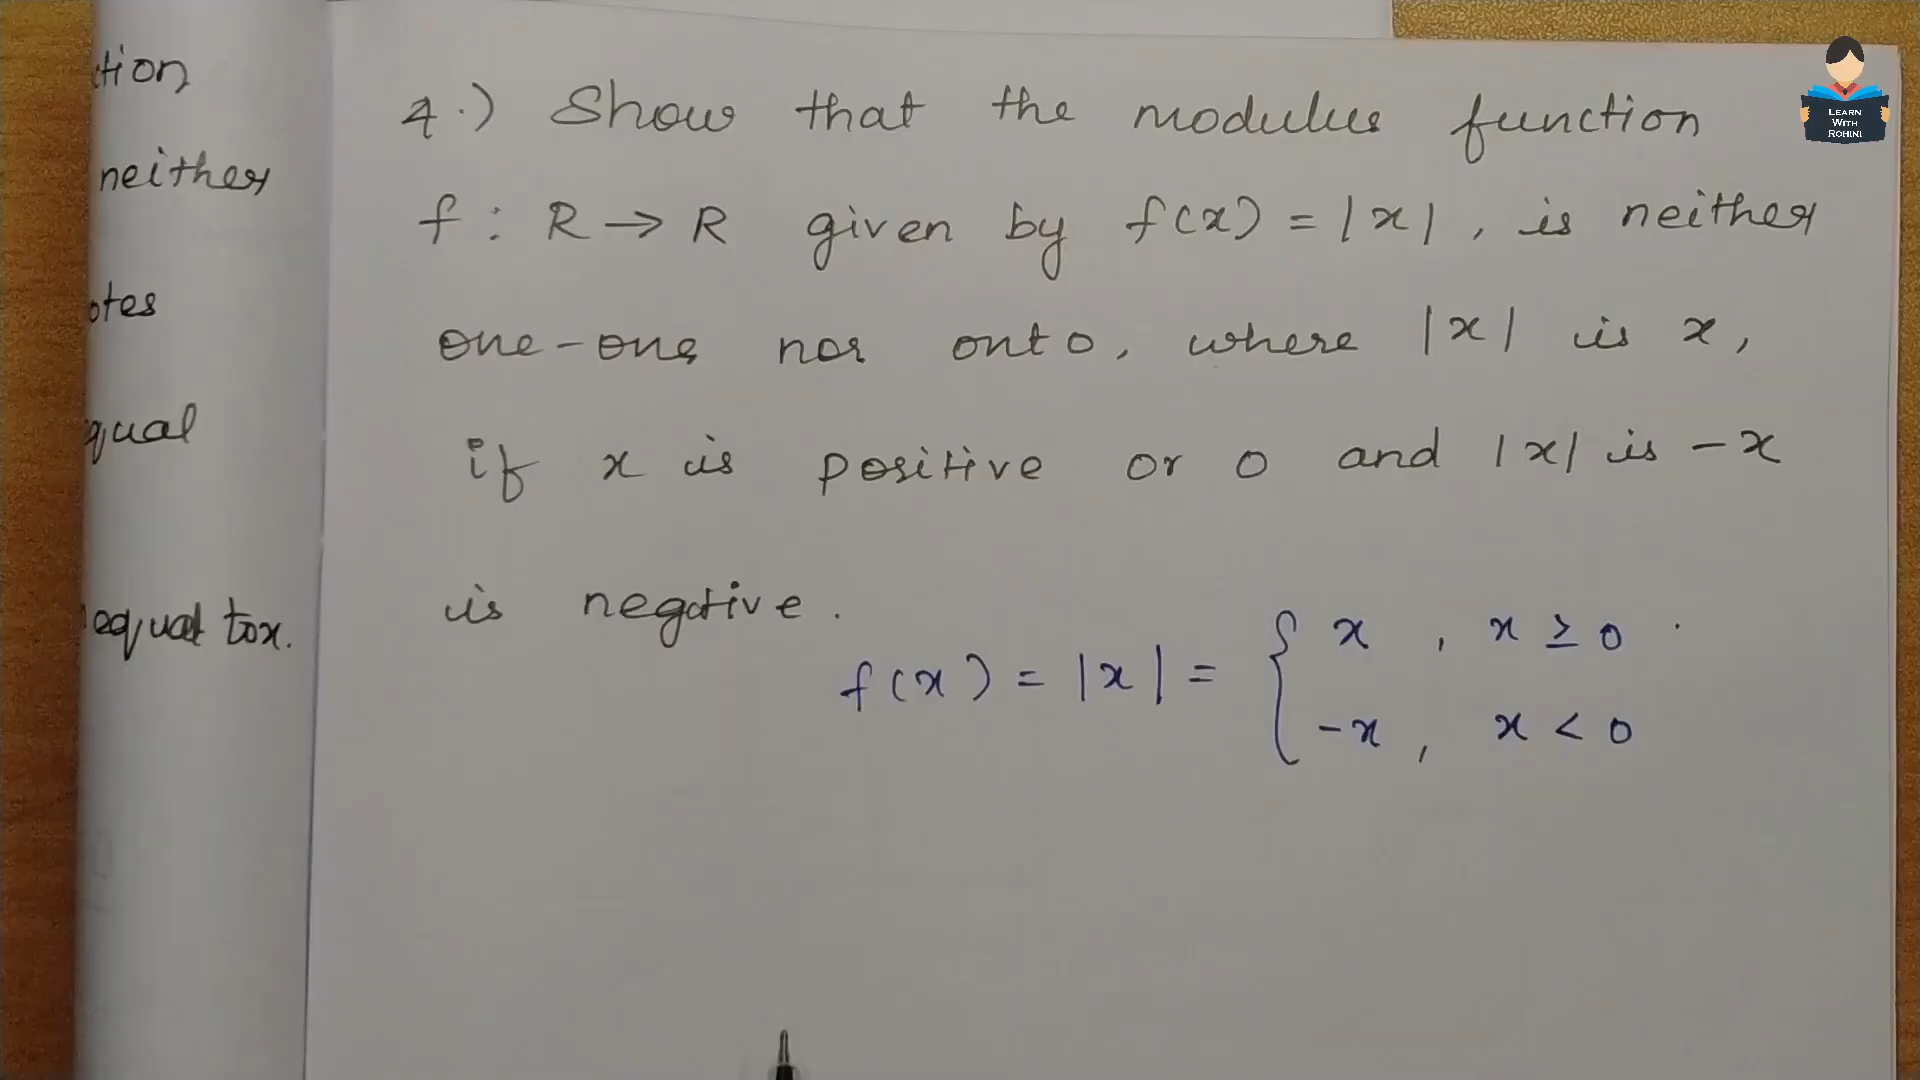 tion
neither
otes
qual
equal to x.
4.) Show that the modulus function
f : R → R given by f(x) = |x|, is neither
one-one nor onto, where |x| is x,
if x is positive or 0 and |x| is -x
is negative.
f(x) = |x| = { x , x ≥ 0
-x , x < 0
LEARN
WITH
ROHINI